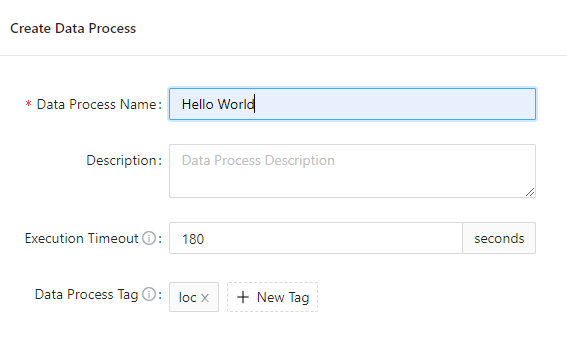 Create Data Process
* Data Process Name: Hello World
Description: Data Process Description
Execution Timeout ⓘ: 180 seconds
Data Process Tag ⓘ: loc × + New Tag